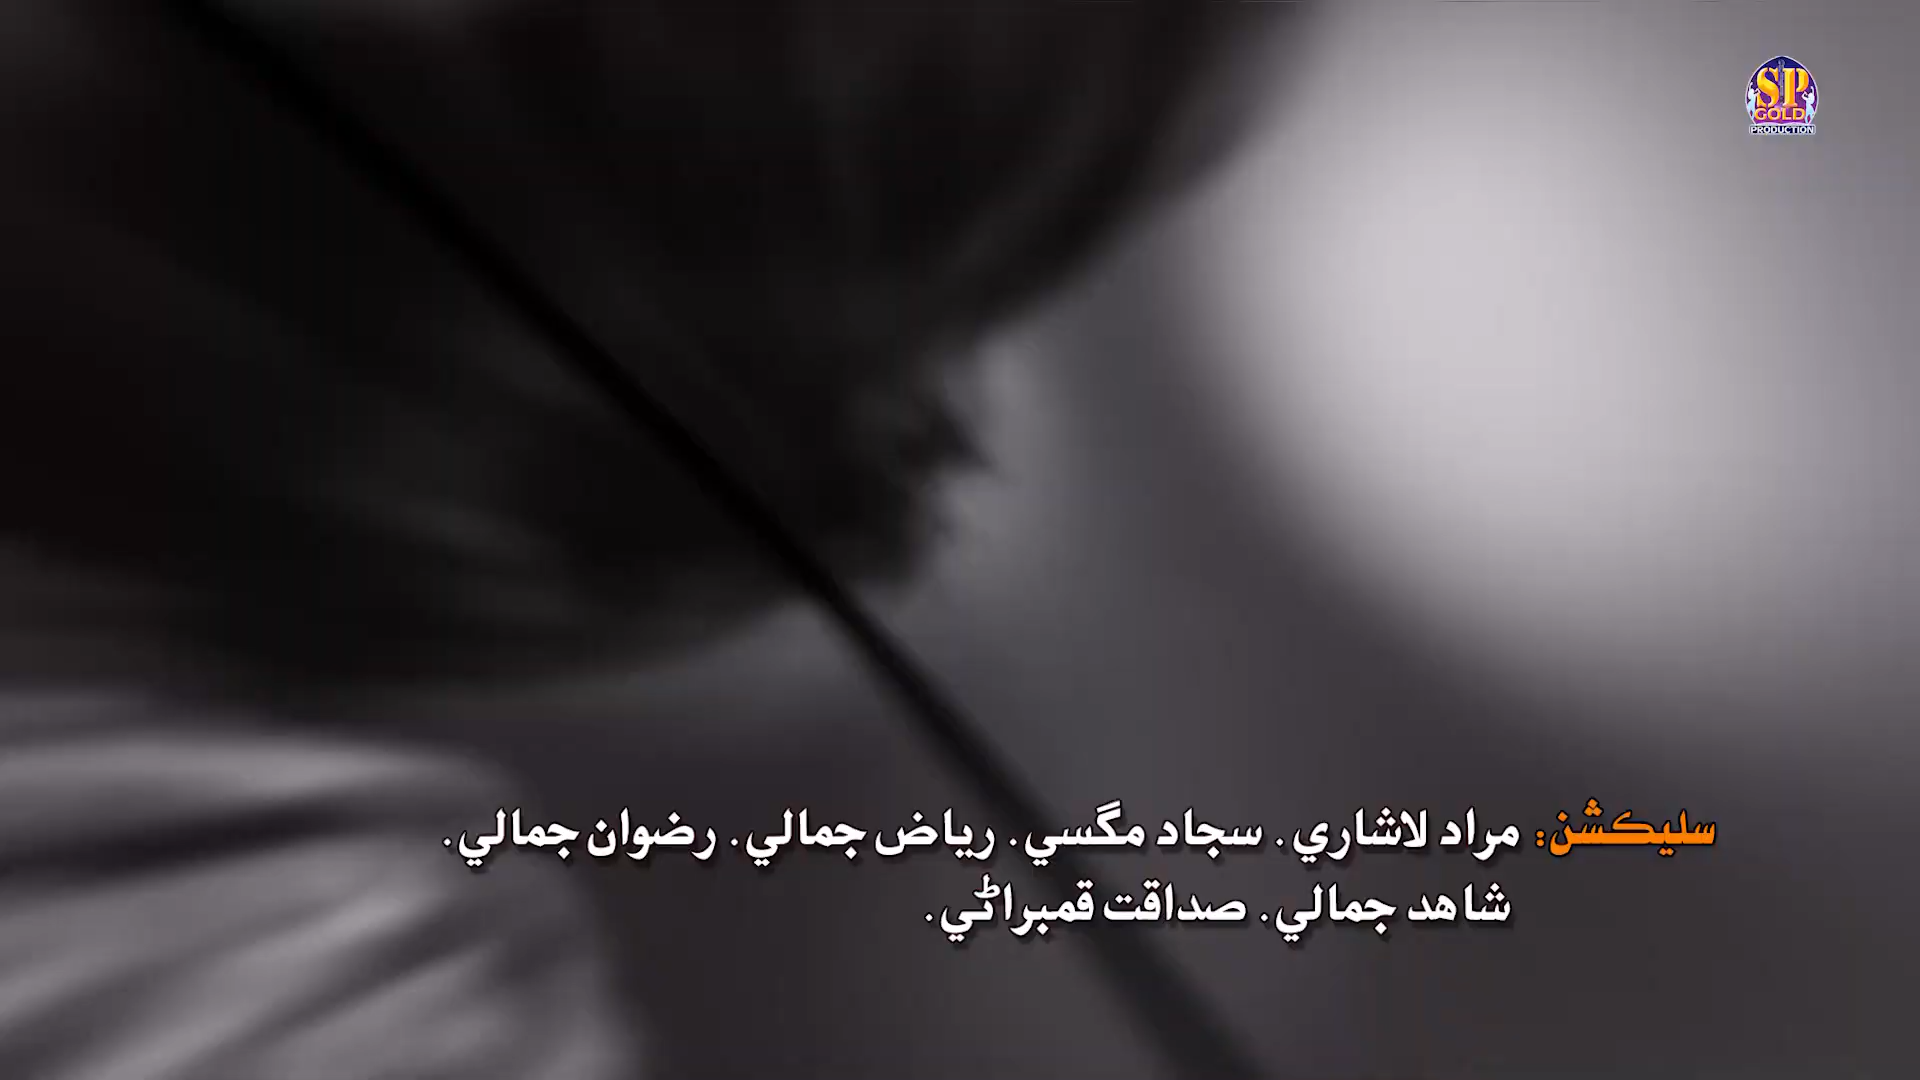 SP
GOLD
PRODUCTION
سليڪشن: مراد لاشاري. سجاد مگسي. رياض جمالي. رضوان جمالي.
شاهد جمالي. صداقت قمبراڻي.